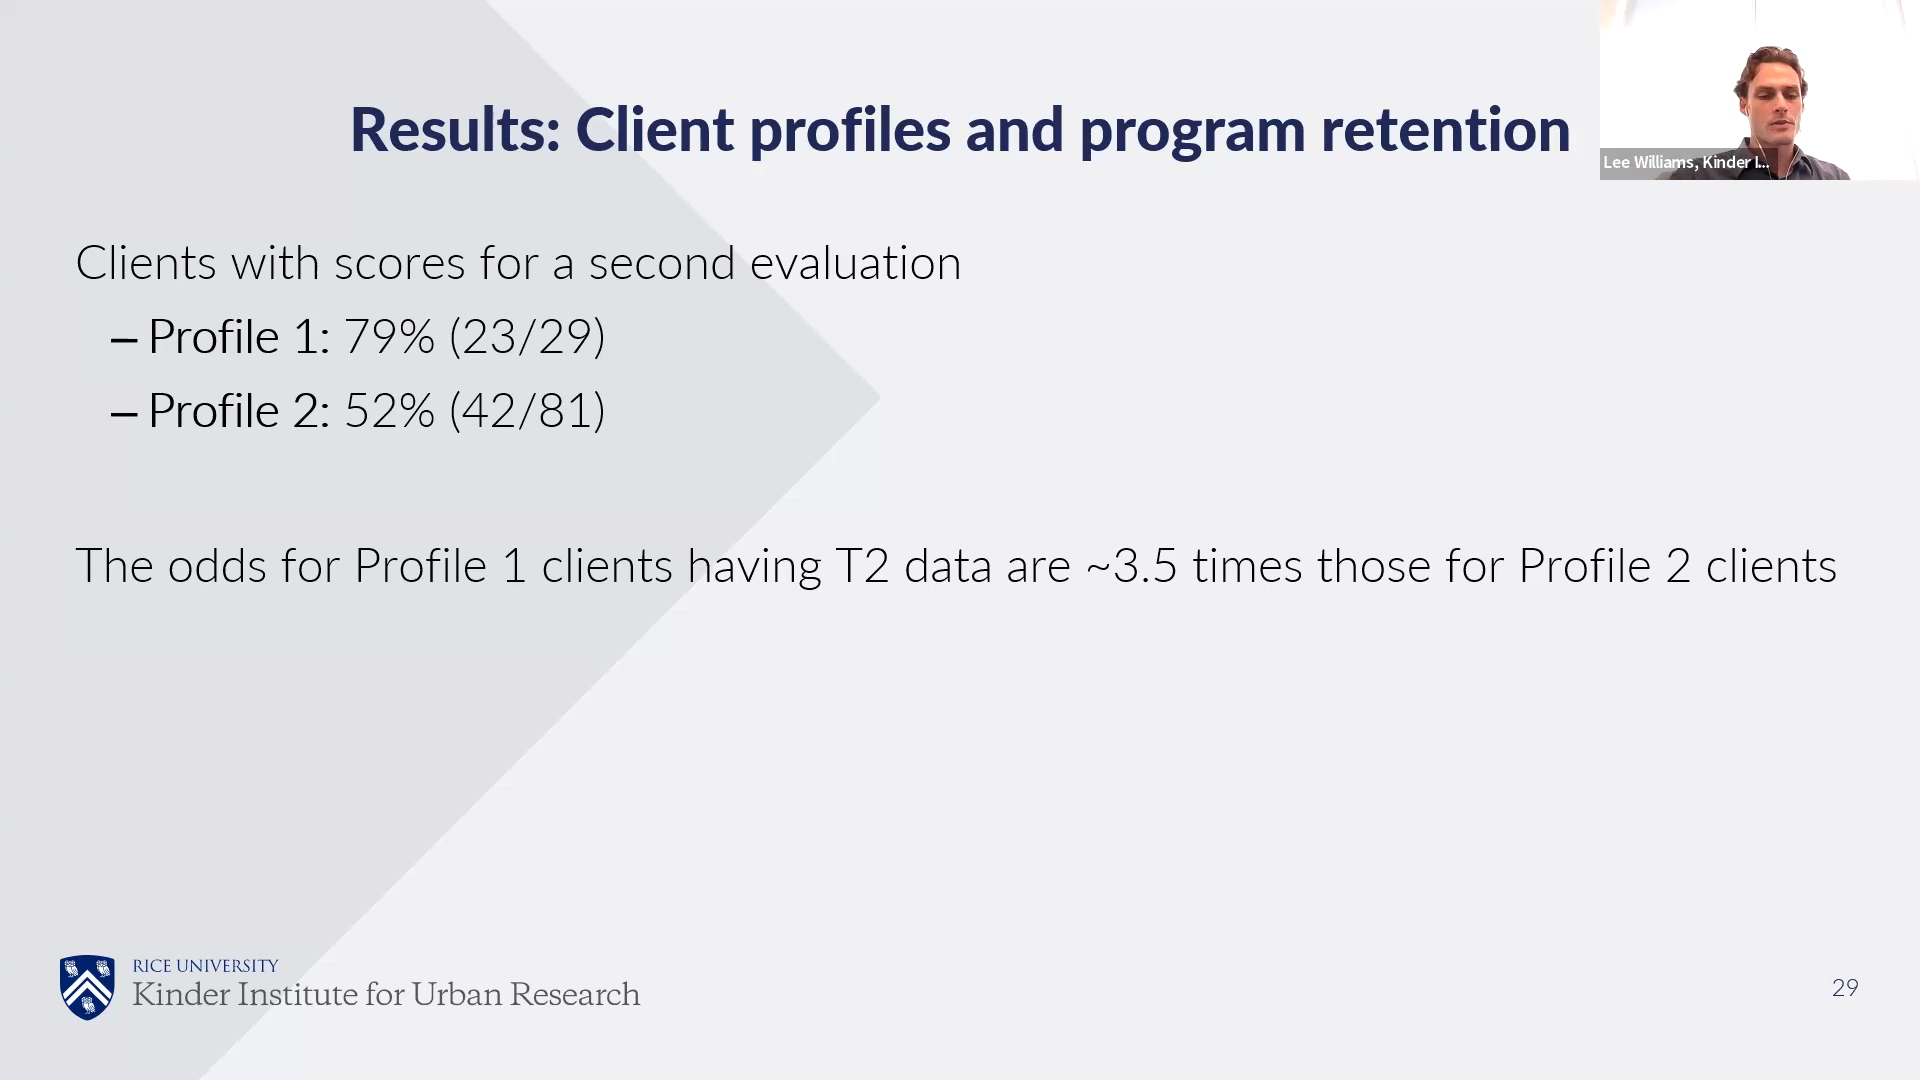 Results: Client profiles and program retention
Lee Williams, Kinder I...
Clients with scores for a second evaluation
– Profile 1: 79% (23/29)
– Profile 2: 52% (42/81)
The odds for Profile 1 clients having T2 data are ~3.5 times those for Profile 2 clients
RICE UNIVERSITY
Kinder Institute for Urban Research
29